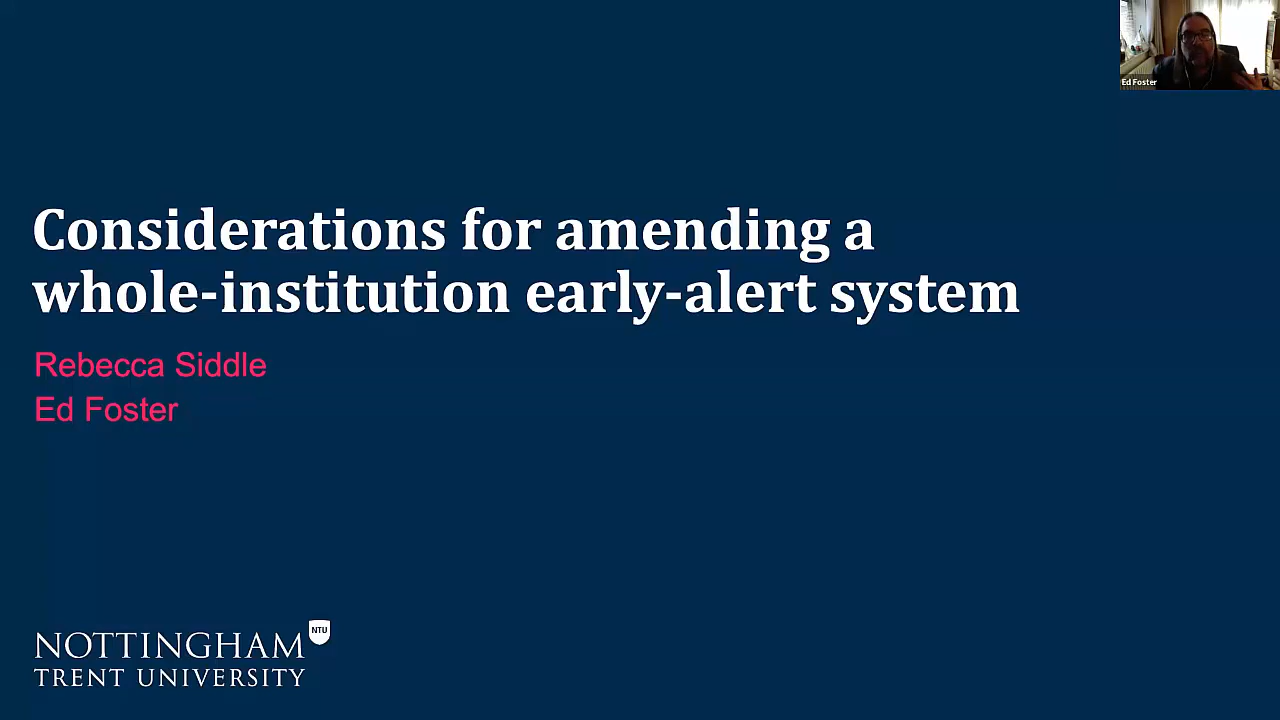 Ed Foster
Considerations for amending a
whole-institution early-alert system
Rebecca Siddle
Ed Foster
NOTTINGHAM
NTU
TRENT UNIVERSITY